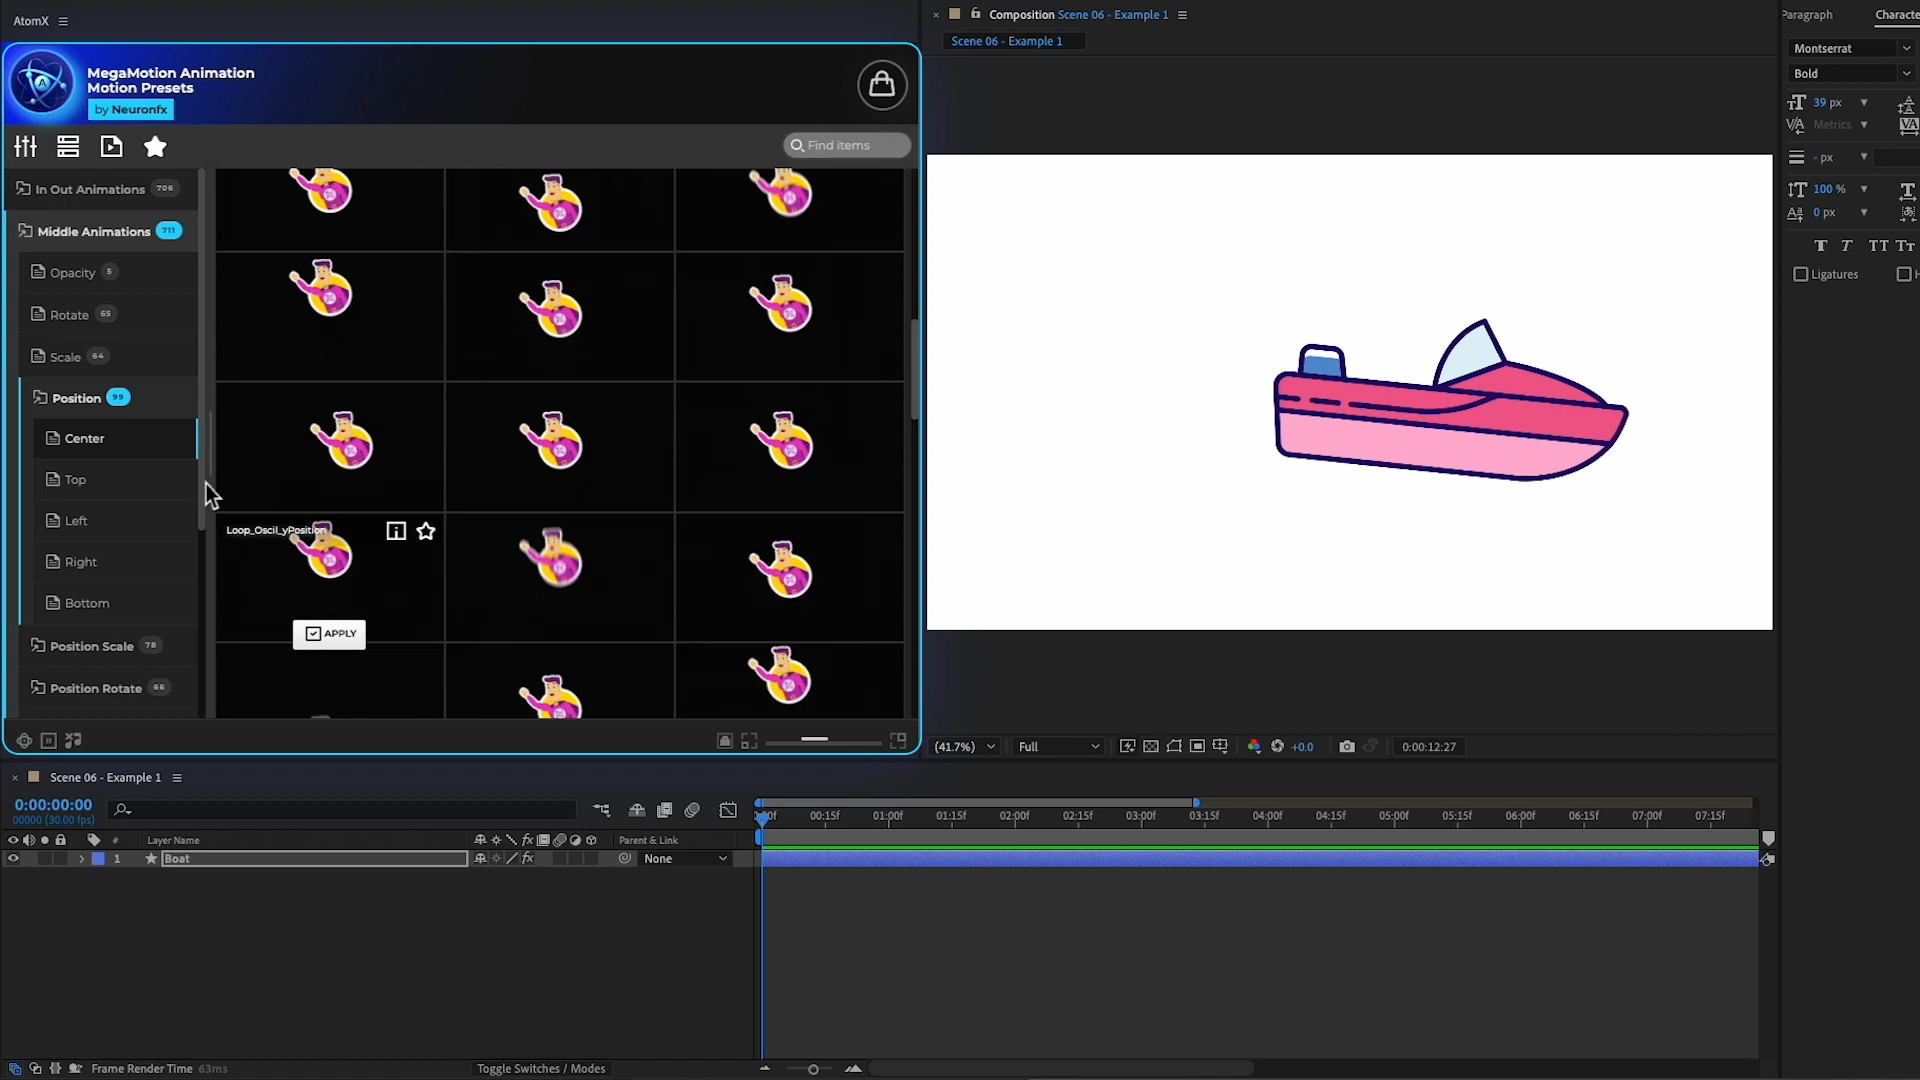 AtomX
MegaMotion Animation
Motion Presets
by Neuronfx
Find items
In Out Animations 706
Middle Animations 711
Opacity 5
Rotate 65
Scale 64
Position 99
Center
Top
Left
Right
Bottom
Position Scale 78
Position Rotate 66
Loop_Oscil_yPosition
APPLY
Composition Scene 06 - Example 1
Scene 06 - Example 1
(41.7%)
Full
+0.0
0:00:12:27
Paragraph
Characte
Montserrat
Bold
39 px
Metrics
- px
100 %
0 px
T T TT Tt
Ligatures
Scene 06 - Example 1
0:00:00:00
00000 (30.00 fps)
# Layer Name
Parent & Link
1 Boat
None
00:15f 01:00f 01:15f 02:00f 02:15f 03:00f 03:15f 04:00f 04:15f 05:00f 05:15f 06:00f 06:15f 07:00f 07:15f
Frame Render Time 63ms
Toggle Switches / Modes